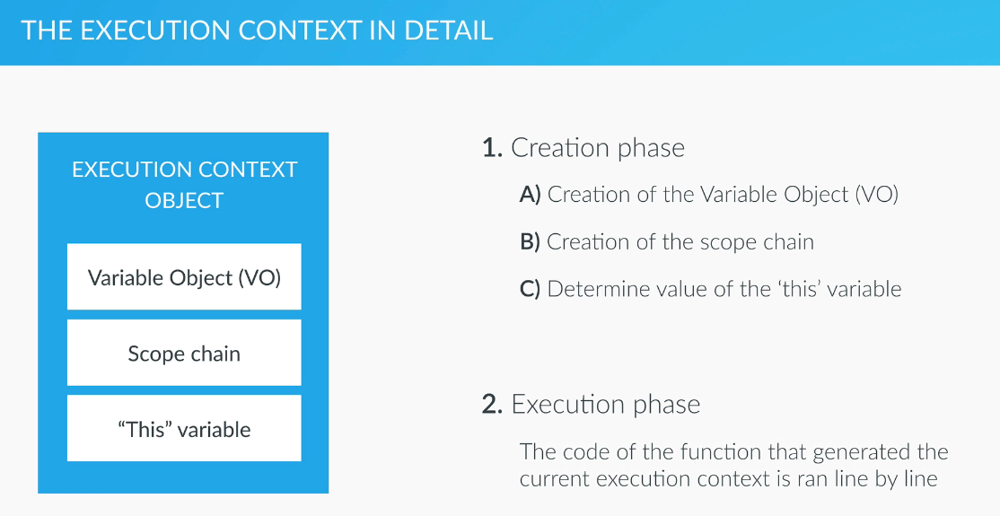 THE EXECUTION CONTEXT IN DETAIL
EXECUTION CONTEXT
OBJECT
Variable Object (VO)
Scope chain
“This” variable
1. Creation phase
A) Creation of the Variable Object (VO)
B) Creation of the scope chain
C) Determine value of the ‘this’ variable
2. Execution phase
The code of the function that generated the
current execution context is ran line by line